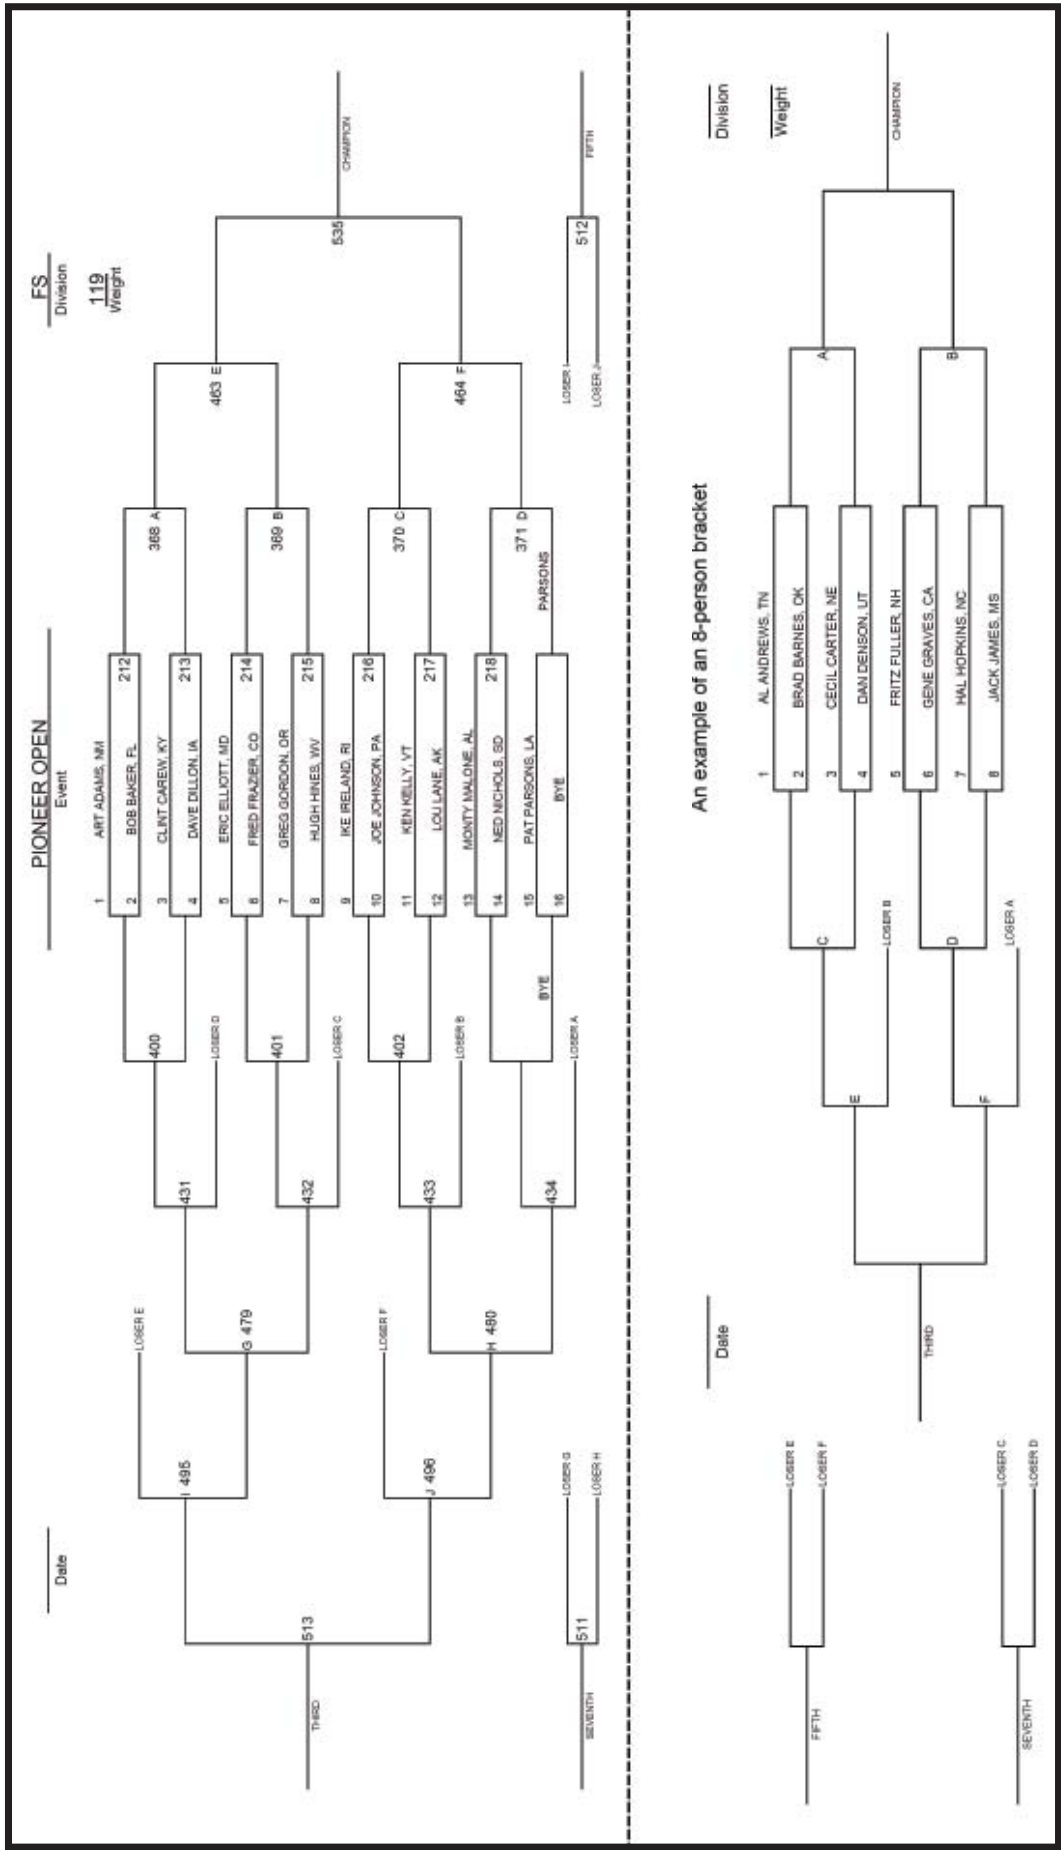 PIONEER OPEN
Event
FS
Division
119
Weight
Date
1 ART ADAMS, NM
2 BOB BAKER, FL
212
3 CLINT CAREW, KY
4 DAVE DILLON, IA
213
5 ERIC ELLIOTT, MD
6 FRED FRAZIER, CO
214
7 GREG GORDON, OR
8 HUGH HINES, WV
215
9 IKE IRELAND, RI
10 JOE JOHNSON, PA
216
11 KEN KELLY, VT
12 LOU LANE, AK
217
13 MONTY MALONE, AL
14 NED NICHOLS, SD
218
15 PAT PARSONS, LA
16 BYE
PARSONS
368 A
369 B
370 C
371 D
463 E
464 F
535
CHAMPION
LOSER I
LOSER J
512
FIFTH
BYE
400
401
402
LOSER D
LOSER C
LOSER B
LOSER A
431
432
433
434
LOSER E
G 479
LOSER F
H 480
I 495
J 496
513
THIRD
LOSER G
LOSER H
511
SEVENTH
An example of an 8-person bracket
Division
Weight
Date
1 AL ANDREWS, TN
2 BRAD BARNES, OK
3 CECIL CARTER, NE
4 DAN DENSON, UT
5 FRITZ FULLER, NH
6 GENE GRAVES, CA
7 HAL HOPKINS, NC
8 JACK JAMES, MS
A
B
CHAMPION
C
LOSER B
D
LOSER A
E
F
THIRD
LOSER E
LOSER F
FIFTH
LOSER C
LOSER D
SEVENTH